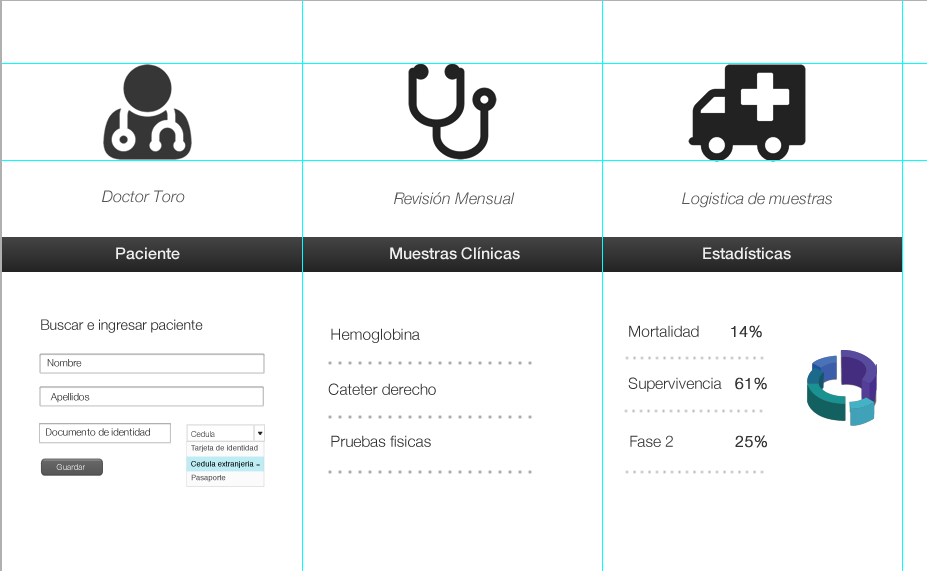 Doctor Toro
Revisión Mensual
Logistica de muestras
Paciente
Muestras Clínicas
Estadísticas
Buscar e ingresar paciente
Nombre
Apellidos
Documento de identidad
Cedula
Tarjeta de identidad
Cedula extranjeria –
Pasaporte
Guardar
Hemoglobina
Cateter derecho
Pruebas fisicas
Mortalidad 14%
Supervivencia 61%
Fase 2 25%